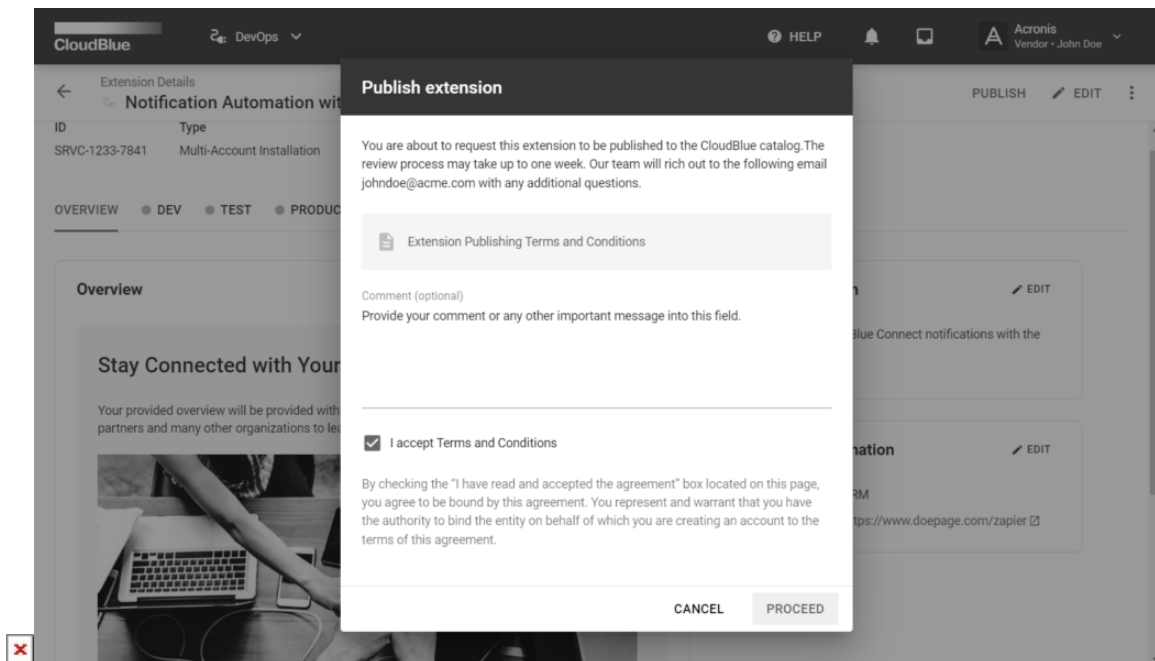 CloudBlue
DevOps
HELP
Acronis
Vendor • John Doe
Extension Details
Notification Automation wit
PUBLISH
EDIT
ID
Type
SRVC-1233-7841
Multi-Account Installation
OVERVIEW
DEV
TEST
PRODUC
Overview
Stay Connected with Your
Your provided overview will be provided with
partners and many other organizations to lea
Publish extension
You are about to request this extension to be published to the CloudBlue catalog.The
review process may take up to one week. Our team will rich out to the following email
johndoe@acme.com with any additional questions.
Extension Publishing Terms and Conditions
Comment (optional)
Provide your comment or any other important message into this field.
I accept Terms and Conditions
By checking the “I have read and accepted the agreement” box located on this page,
you agree to be bound by this agreement. You represent and warrant that you have
the authority to bind the entity on behalf of which you are creating an account to the
terms of this agreement.
CANCEL
PROCEED
EDIT
Blue Connect notifications with the
nation
EDIT
RM
tps://www.doepage.com/zapier